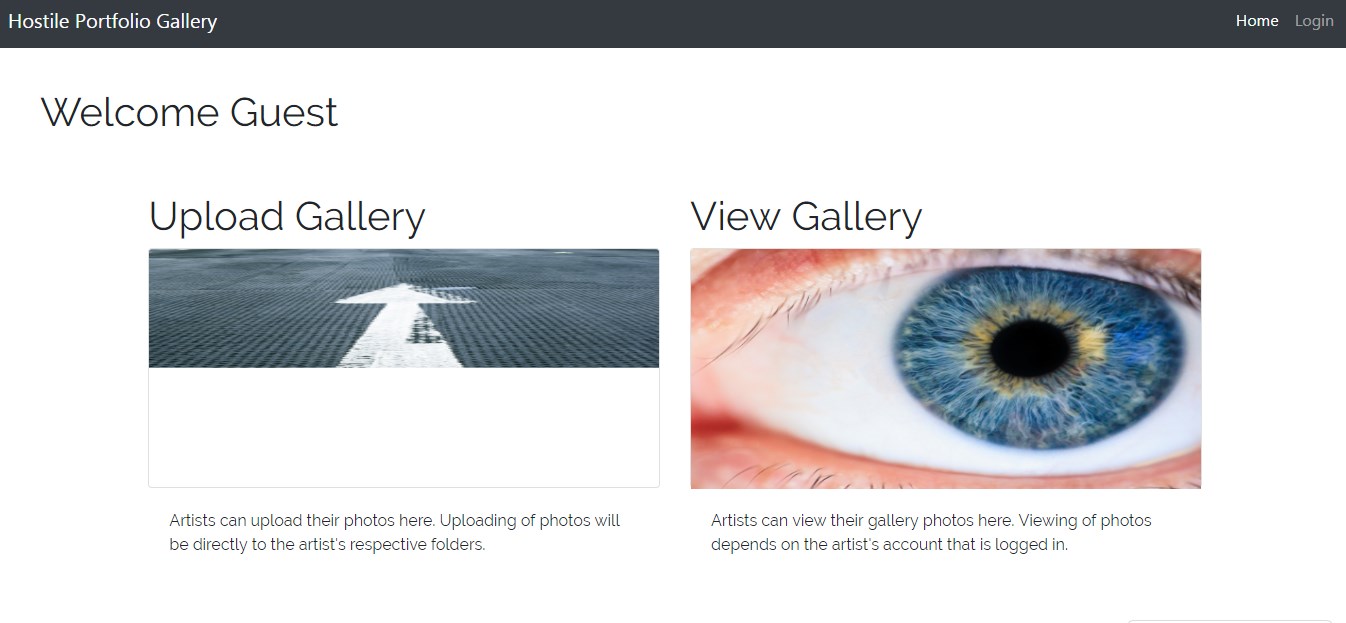 Hostile Portfolio Gallery
Home Login
Welcome Guest
Upload Gallery
View Gallery
Artists can upload their photos here. Uploading of photos will
be directly to the artist's respective folders.
Artists can view their gallery photos here. Viewing of photos
depends on the artist's account that is logged in.